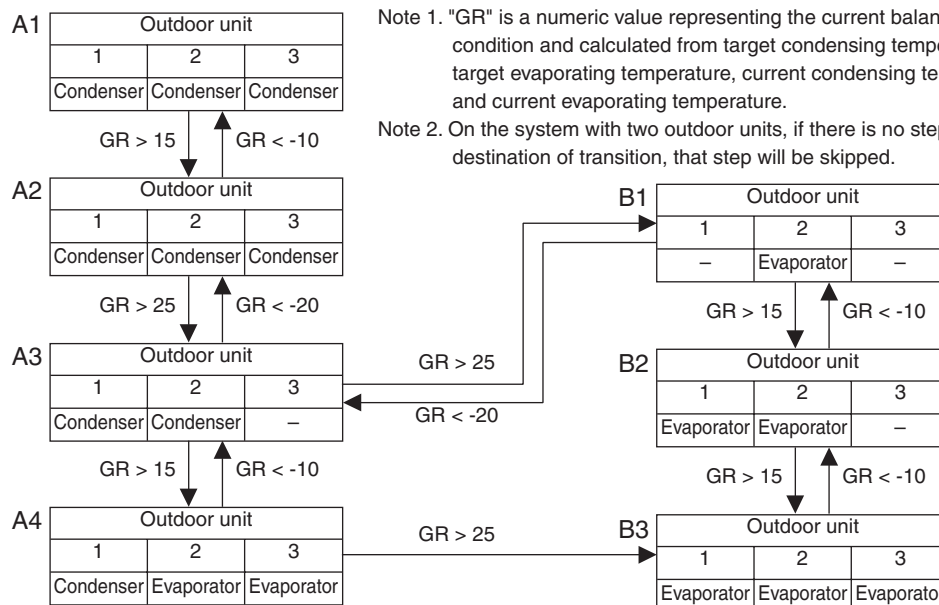 Note 1. "GR" is a numeric value representing the current balan
condition and calculated from target condensing tempe
target evaporating temperature, current condensing te
and current evaporating temperature.
Note 2. On the system with two outdoor units, if there is no step
destination of transition, that step will be skipped.
A1
Outdoor unit
1 2 3
Condenser Condenser Condenser
GR > 15 GR < -10
A2
Outdoor unit
1 2 3
Condenser Condenser Condenser
GR > 25 GR < -20
A3
Outdoor unit
1 2 3
Condenser Condenser –
GR > 15 GR < -10
A4
Outdoor unit
1 2 3
Condenser Evaporator Evaporator
GR > 25
GR < -20
GR > 25
B1
Outdoor unit
1 2 3
– Evaporator –
GR > 15 GR < -10
B2
Outdoor unit
1 2 3
Evaporator Evaporator –
GR > 15 GR < -10
B3
Outdoor unit
1 2 3
Evaporator Evaporator Evaporato